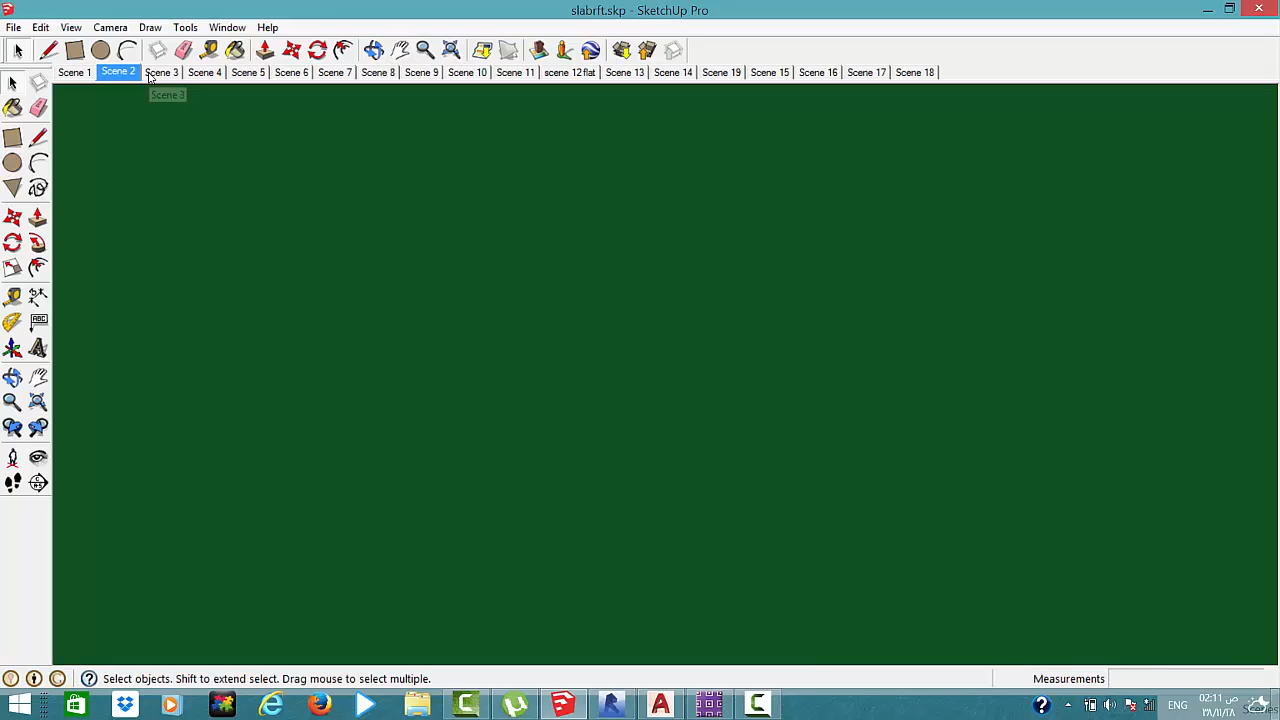 slabrft.skp - SketchUp Pro
File Edit View Camera Draw Tools Window Help
Scene 1 Scene 2 Scene 3 Scene 4 Scene 5 Scene 6 Scene 7 Scene 8 Scene 9 Scene 10 Scene 11 Scene 12 flat Scene 13 Scene 14 Scene 19 Scene 15 Scene 16 Scene 17 Scene 18
Scene 3
ABC
Select objects. Shift to extend select. Drag mouse to select multiple. Measurements
ENG 02:11 ص